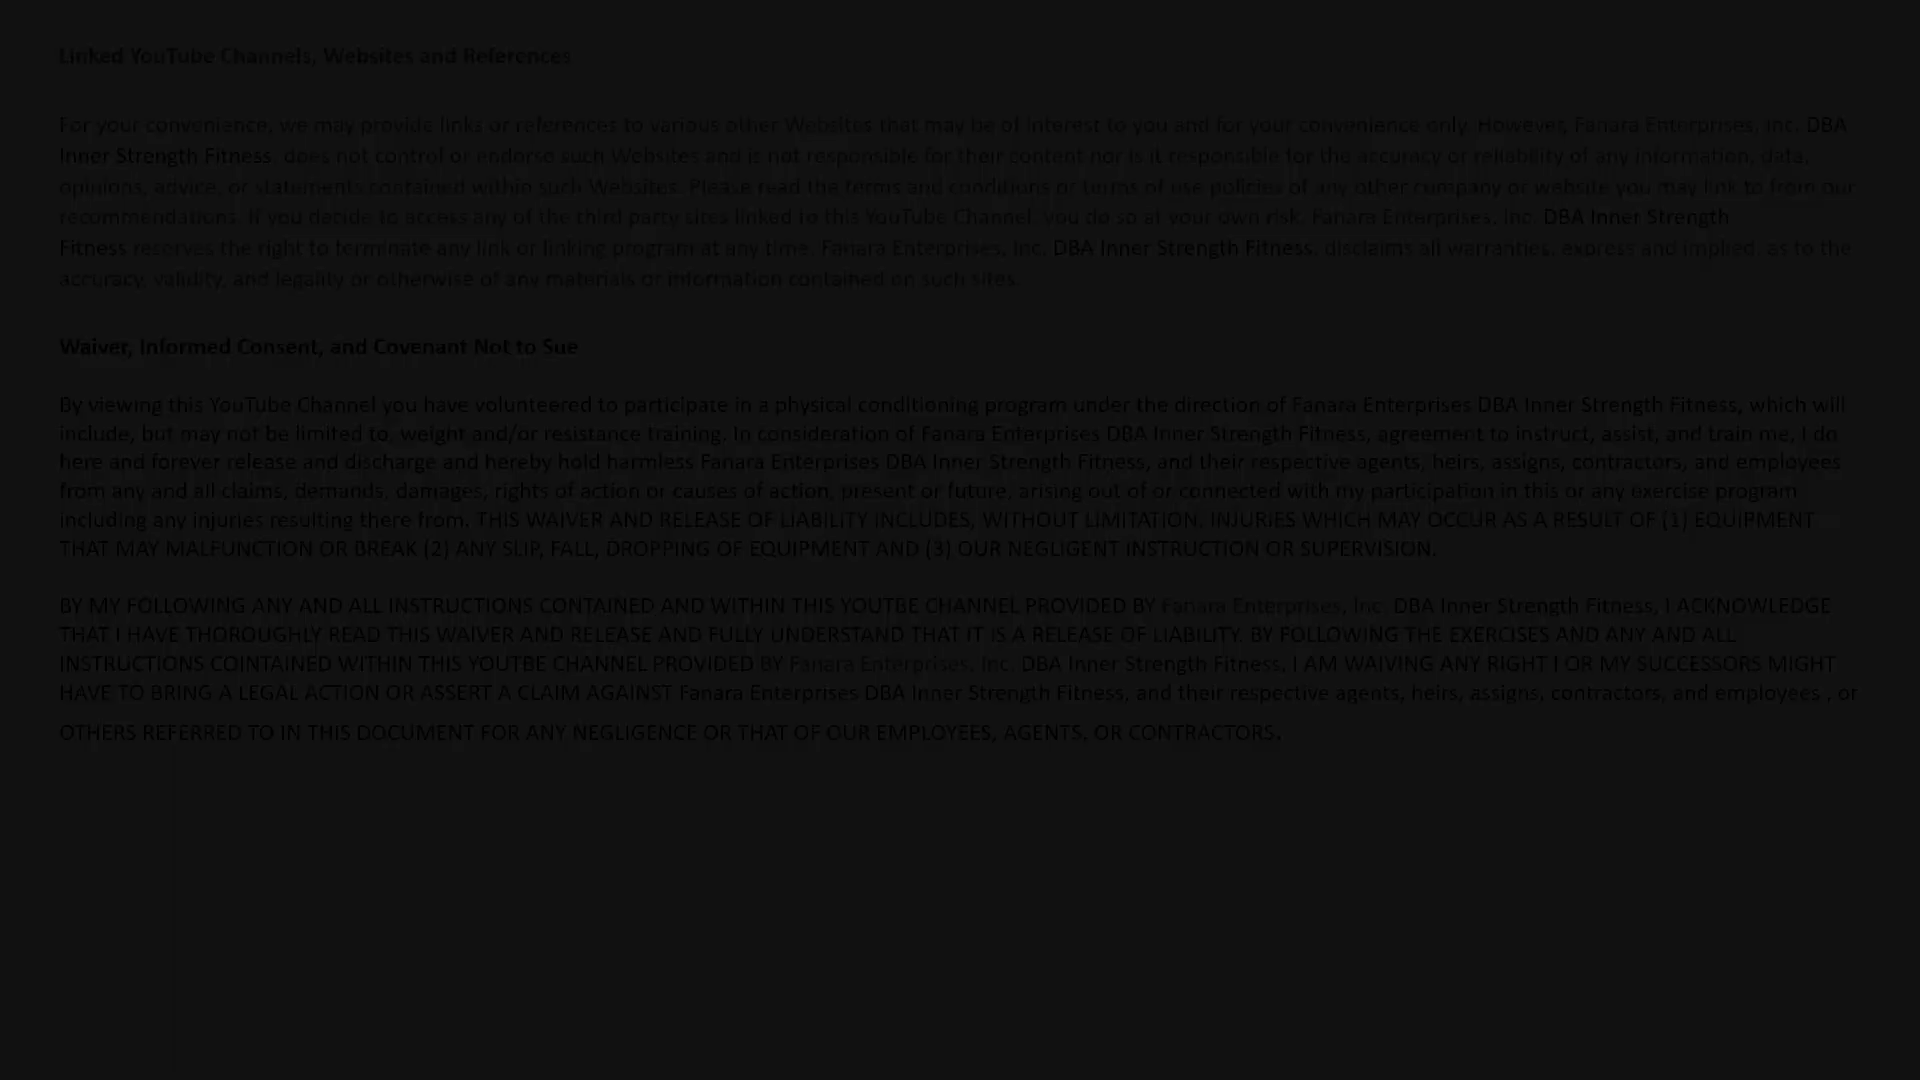 Linked YouTube Channels, Websites and References
For your convenience, we may provide links or references to various other Websites that may be of interest to you and for your convenience only. However, Fanara Enterprises, Inc. DBA
Inner Strength Fitness, does not control or endorse such Websites and is not responsible for their content nor is it responsible for the accuracy or reliability of any information, data,
opinions, advice, or statements contained within such Websites. Please read the terms and conditions or terms of use policies of any other company or website you may link to from our
recommendations. If you decide to access any of the third party sites linked to this YouTube Channel, you do so at your own risk. Fanara Enterprises, Inc. DBA Inner Strength
Fitness reserves the right to terminate any link or linking program at any time. Fanara Enterprises, Inc. DBA Inner Strength Fitness, disclaims all warranties, express and implied, as to the
accuracy, validity, and legality or otherwise of any materials or information contained on such sites.
Waiver, Informed Consent, and Covenant Not to Sue
By viewing this YouTube Channel you have volunteered to participate in a physical conditioning program under the direction of Fanara Enterprises DBA Inner Strength Fitness, which will
include, but may not be limited to, weight and/or resistance training. In consideration of Fanara Enterprises DBA Inner Strength Fitness, agreement to instruct, assist, and train me, I do
here and forever release and discharge and hereby hold harmless Fanara Enterprises DBA Inner Strength Fitness, and their respective agents, heirs, assigns, contractors, and employees
from any and all claims, demands, damages, rights of action or causes of action, present or future, arising out of or connected with my participation in this or any exercise program
including any injuries resulting there from. THIS WAIVER AND RELEASE OF LIABILITY INCLUDES, WITHOUT LIMITATION, INJURIES WHICH MAY OCCUR AS A RESULT OF (1) EQUIPMENT
THAT MAY MALFUNCTION OR BREAK (2) ANY SLIP, FALL, DROPPING OF EQUIPMENT AND (3) OUR NEGLIGENT INSTRUCTION OR SUPERVISION.
BY MY FOLLOWING ANY AND ALL INSTRUCTIONS CONTAINED AND WITHIN THIS YOUTBE CHANNEL PROVIDED BY Fanara Enterprises, Inc. DBA Inner Strength Fitness, I ACKNOWLEDGE
THAT I HAVE THOROUGHLY READ THIS WAIVER AND RELEASE AND FULLY UNDERSTAND THAT IT IS A RELEASE OF LIABILITY. BY FOLLOWING THE EXERCISES AND ANY AND ALL
INSTRUCTIONS COINTAINED WITHIN THIS YOUTBE CHANNEL PROVIDED BY Fanara Enterprises, Inc. DBA Inner Strength Fitness, I AM WAIVING ANY RIGHT I OR MY SUCCESSORS MIGHT
HAVE TO BRING A LEGAL ACTION OR ASSERT A CLAIM AGAINST Fanara Enterprises DBA Inner Strength Fitness, and their respective agents, heirs, assigns, contractors, and employees , or
OTHERS REFERRED TO IN THIS DOCUMENT FOR ANY NEGLIGENCE OR THAT OF OUR EMPLOYEES, AGENTS, OR CONTRACTORS.